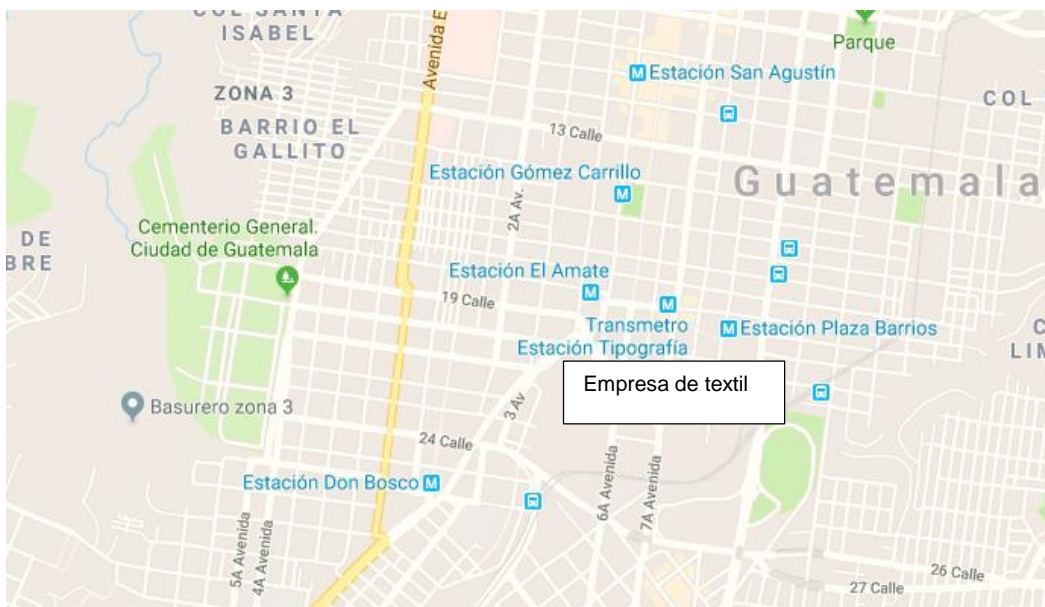 COL SANTA
ISABEL
Avenida E
Parque
Estación San Agustín
ZONA 3
COL
BARRIO EL
GALLITO
13 Calle
Estación Gómez Carrillo
Guatemala
2A Av.
Cementerio General.
Ciudad de Guatemala
DE
BRE
Estación El Amate
19 Calle
Transmetro
Estación Tipografía
Estación Plaza Barrios
C
LIM
Empresa de textil
Basurero zona 3
3 Av
24 Calle
Estación Don Bosco
6A Avenida
7A Avenida
5A Avenida
4A Avenida
26 Calle
27 Calle